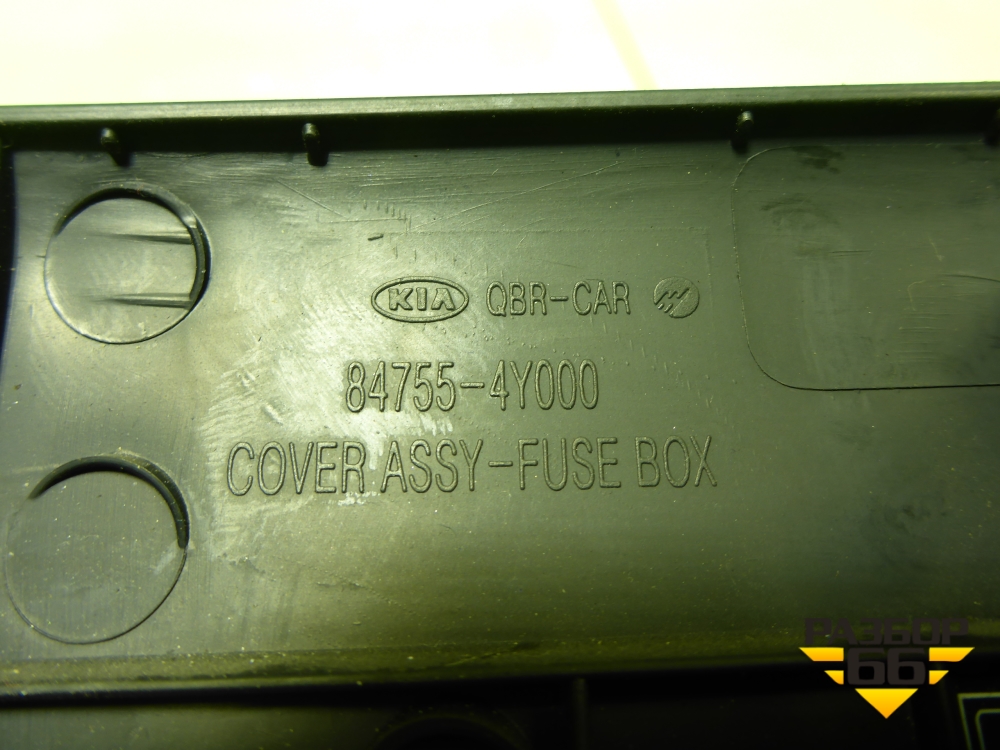 KIA QBR-CAR
84755-4Y000
COVER ASSY-FUSE BOX
РАЗБОР
66